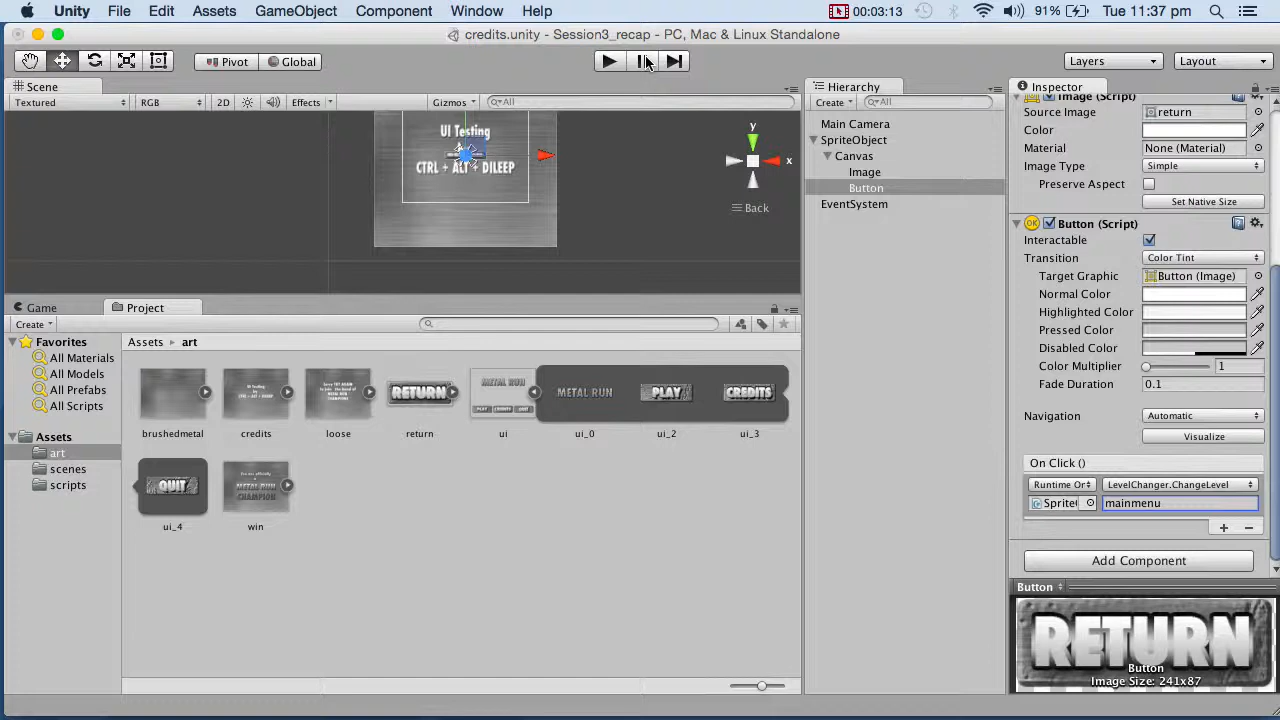 Unity File Edit Assets GameObject Component Window Help 00:03:13 91% Tue 11:37 pm
credits.unity - Session3_recap - PC, Mac & Linux Standalone
Pivot Global Layers Layout
Scene
Textured RGB 2D Effects Gizmos All
UI Testing
CTRL + ALT + DILEEP
y
x
Back
Hierarchy
Create All
Main Camera
SpriteObject
Canvas
Image
Button
EventSystem
Inspector
Image (Script)
Source Image return
Color
Material None (Material)
Image Type Simple
Preserve Aspect
Set Native Size
Button (Script)
Interactable
Transition Color Tint
Target Graphic Button (Image)
Normal Color
Highlighted Color
Pressed Color
Disabled Color
Color Multiplier 1
Fade Duration 0.1
Navigation Automatic
Visualize
On Click ()
Runtime Or LevelChanger.ChangeLevel
Sprite mainmenu
+ −
Add Component
Button
RETURN
Button
Image Size: 241x87
Game Project
Create
Favorites
All Materials
All Models
All Prefabs
All Scripts
Assets
art
scenes
scripts
Assets art
RETURN METAL RUN METAL RUN PLAY CREDITS
brushedmetal credits loose return ui ui_0 ui_2 ui_3
QUIT METAL RUN CHAMPION
ui_4 win